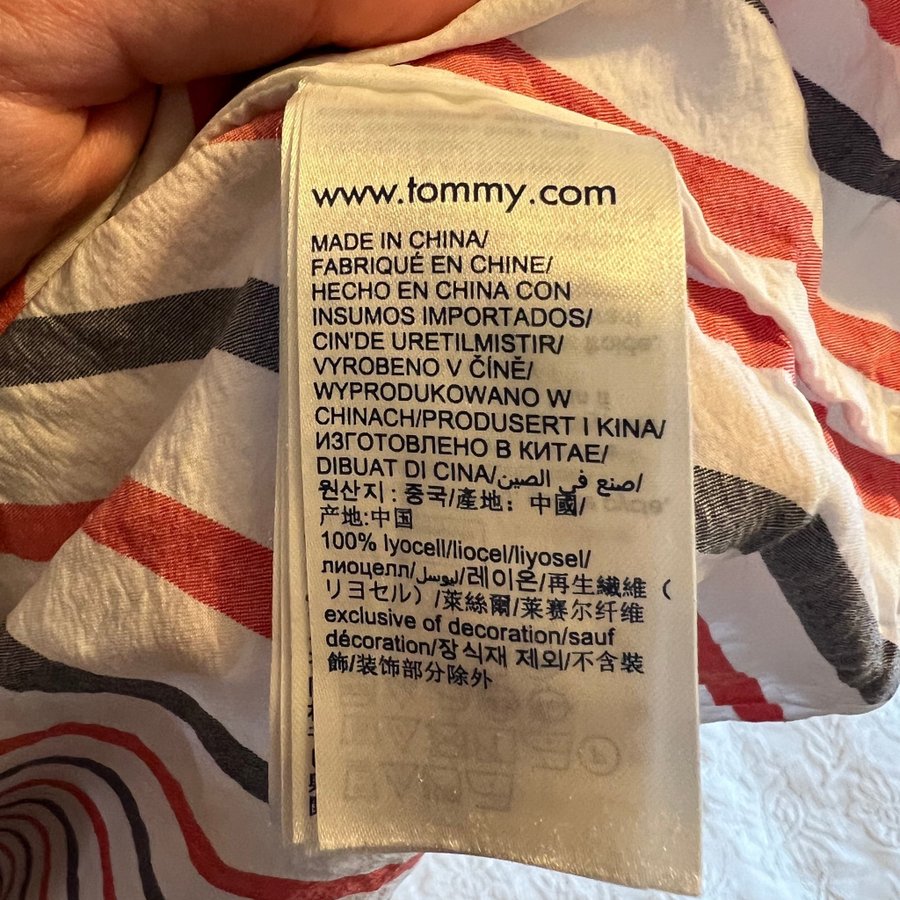 www.tommy.com
MADE IN CHINA/
FABRIQUÉ EN CHINE/
HECHO EN CHINA CON
INSUMOS IMPORTADOS/
CIN'DE URETILMISTIR/
VYROBENO V ČÍNĚ/
WYPRODUKOWANO W
CHINACH/PRODUSERT I KINA/
ИЗГОТОВЛЕНО В КИТАЕ/
DIBUAT DI CINA/صنع في الصين/
원산지 : 중국/產地: 中國/
产地:中国
100% lyocell/liocel/liyosel/
лиоцелл/ليوسل/레이온/再生繊維 (
リヨセル) /萊絲爾/莱赛尔纤维
exclusive of decoration/sauf
décoration/장식재 제외/不含裝
飾/装饰部分除外